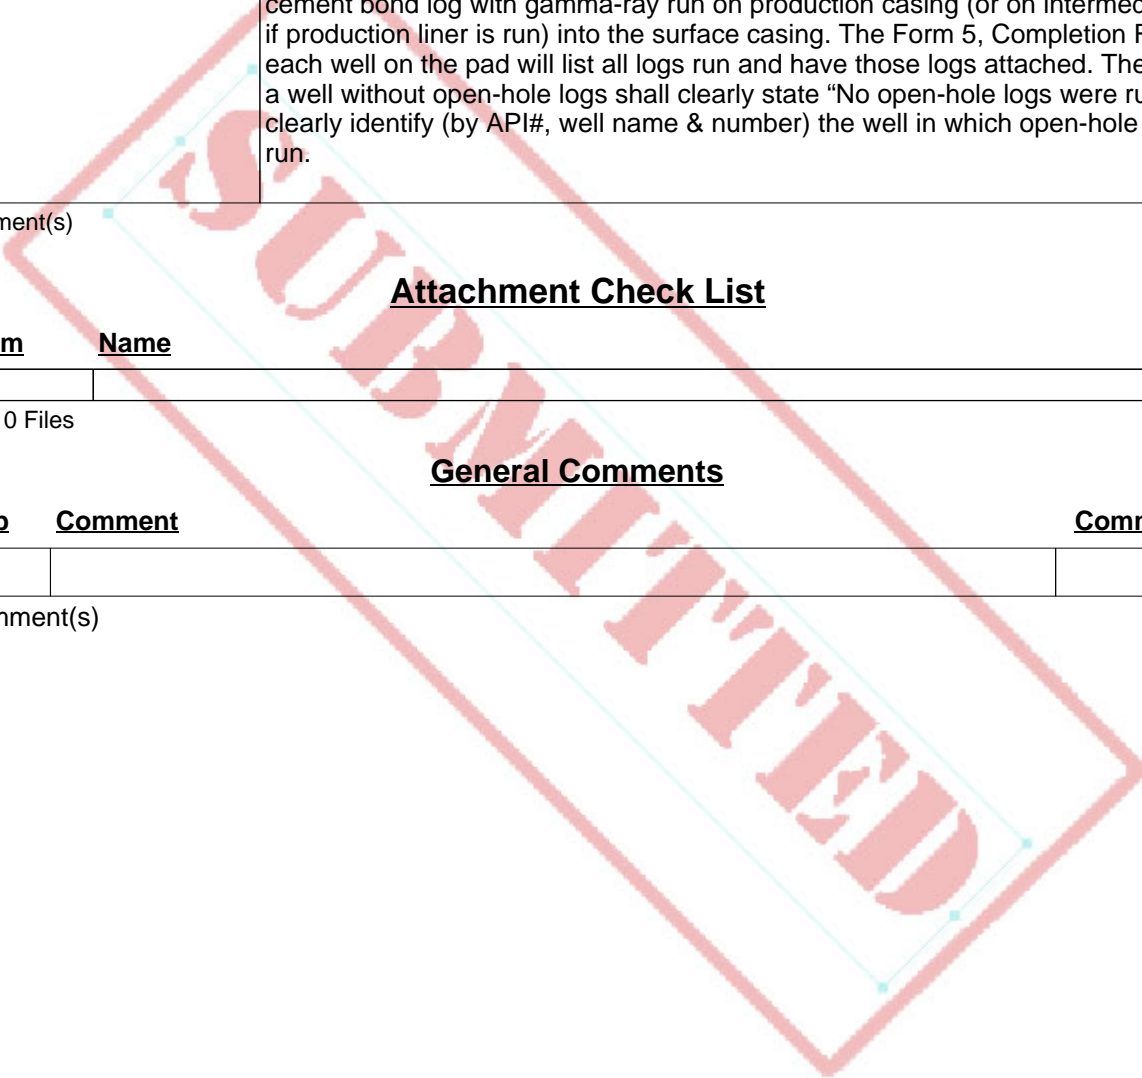 cement bond log with gamma-ray run on production casing (or on intermed
if production liner is run) into the surface casing. The Form 5, Completion
each well on the pad will list all logs run and have those logs attached. The
a well without open-hole logs shall clearly state “No open-hole logs were ru
clearly identify (by API#, well name & number) the well in which open-hole
run.
ment(s)
Attachment Check List
m Name
0 Files
General Comments
Comment Comm
mment(s)
SUBMITTED